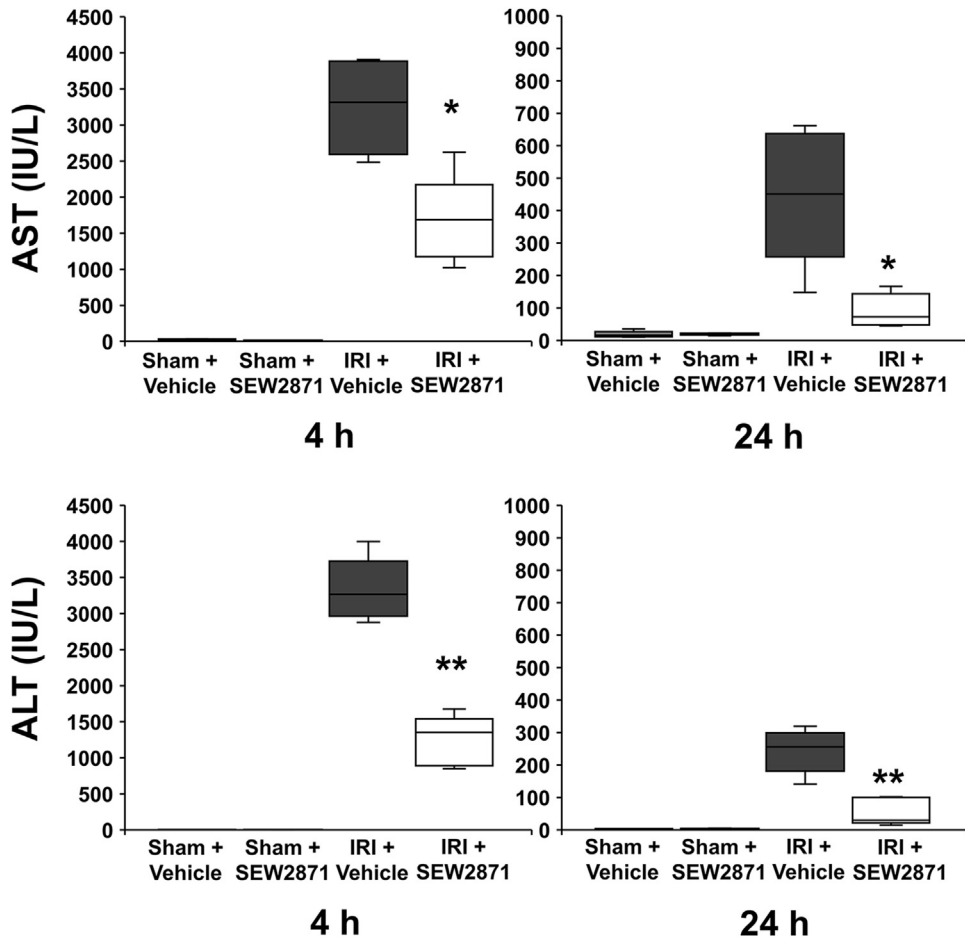 AST (IU/L)
4500
4000
3500
3000
2500
2000
1500
1000
500
0
*
Sham +
Vehicle
Sham +
SEW2871
IRI +
Vehicle
IRI +
SEW2871
4 h
1000
900
800
700
600
500
400
300
200
100
0
*
Sham +
Vehicle
Sham +
SEW2871
IRI +
Vehicle
IRI +
SEW2871
24 h
ALT (IU/L)
4500
4000
3500
3000
2500
2000
1500
1000
500
0
**
Sham +
Vehicle
Sham +
SEW2871
IRI +
Vehicle
IRI +
SEW2871
4 h
1000
900
800
700
600
500
400
300
200
100
0
**
Sham +
Vehicle
Sham +
SEW2871
IRI +
Vehicle
IRI +
SEW2871
24 h